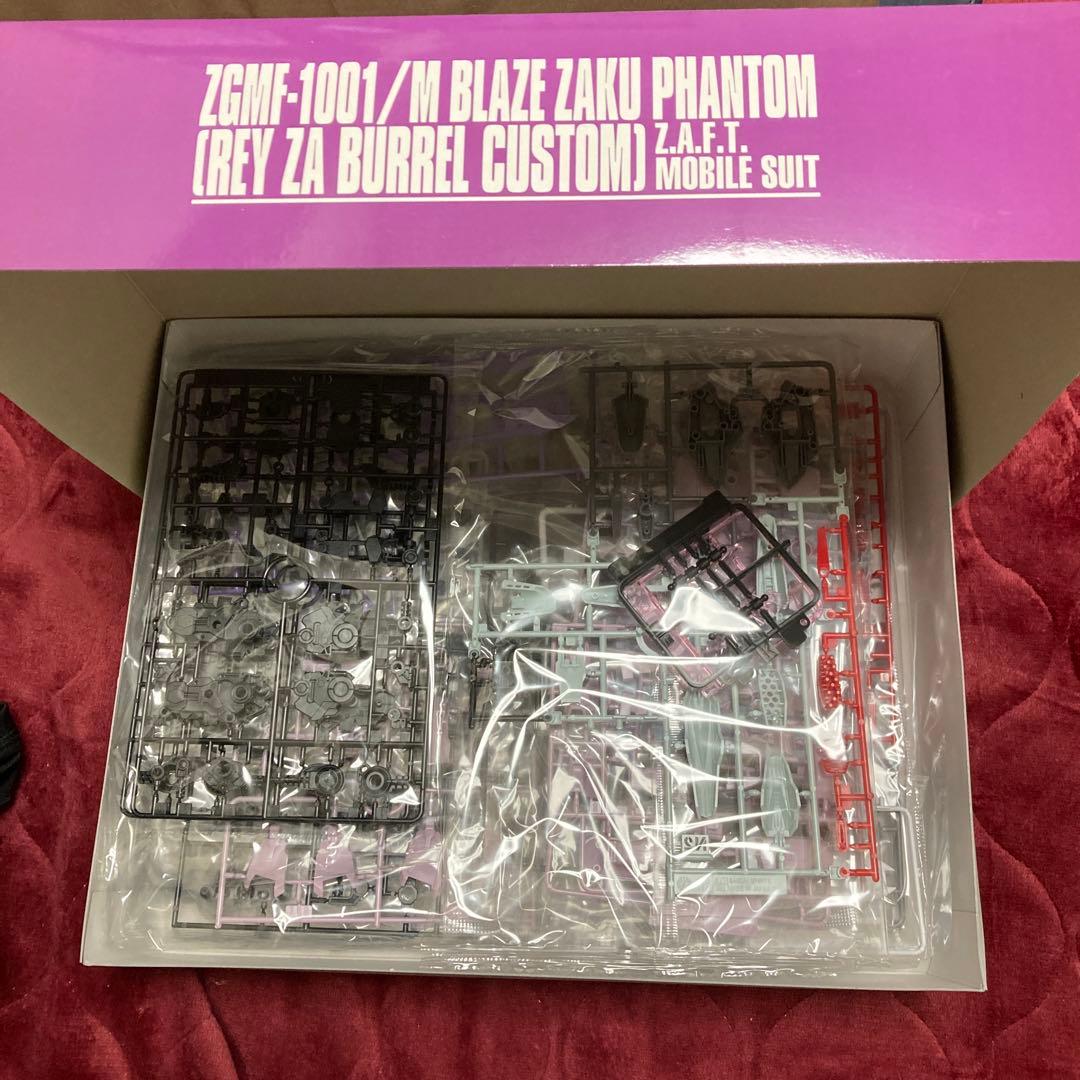 ZGMF-1001/M BLAZE ZAKU PHANTOM
(REY ZA BURREL CUSTOM) Z.A.F.T.
MOBILE SUIT